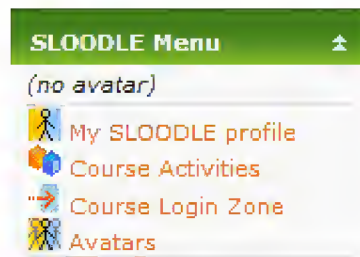 SLOODLE Menu
(no avatar)
My SLOODLE profile
Course Activities
Course Login Zone
Avatars